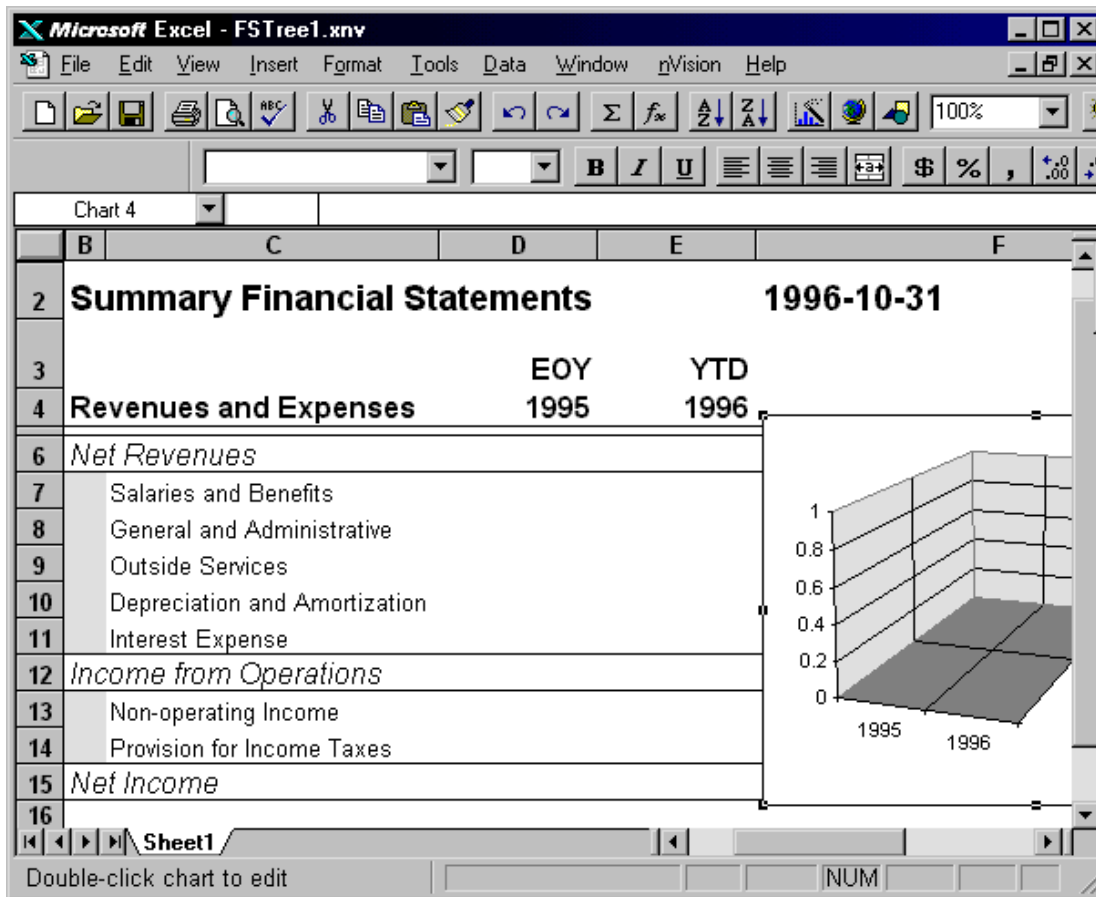 Microsoft Excel - FSTree1.xnv
File Edit View Insert Format Tools Data Window nVision Help
ABC Σ fx A Z Z A 100%
B I U a $ % , .0 .00
Chart 4
B C D E F
2 Summary Financial Statements 1996-10-31
3 EOY YTD
4 Revenues and Expenses 1995 1996
6 Net Revenues
7 Salaries and Benefits
8 General and Administrative
9 Outside Services
10 Depreciation and Amortization
11 Interest Expense
12 Income from Operations
13 Non-operating Income
14 Provision for Income Taxes
15 Net Income
16
1
0.8
0.6
0.4
0.2
0
1995 1996
Sheet1
Double-click chart to edit NUM